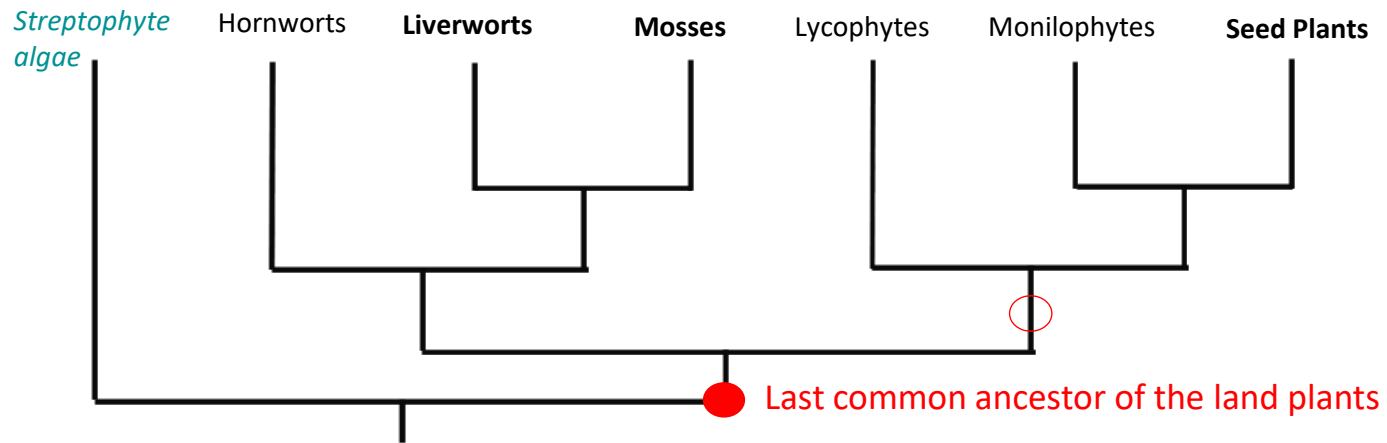 Streptophyte
algae
Hornworts
Liverworts
Mosses
Lycophytes
Monilophytes
Seed Plants
Last common ancestor of the land plants